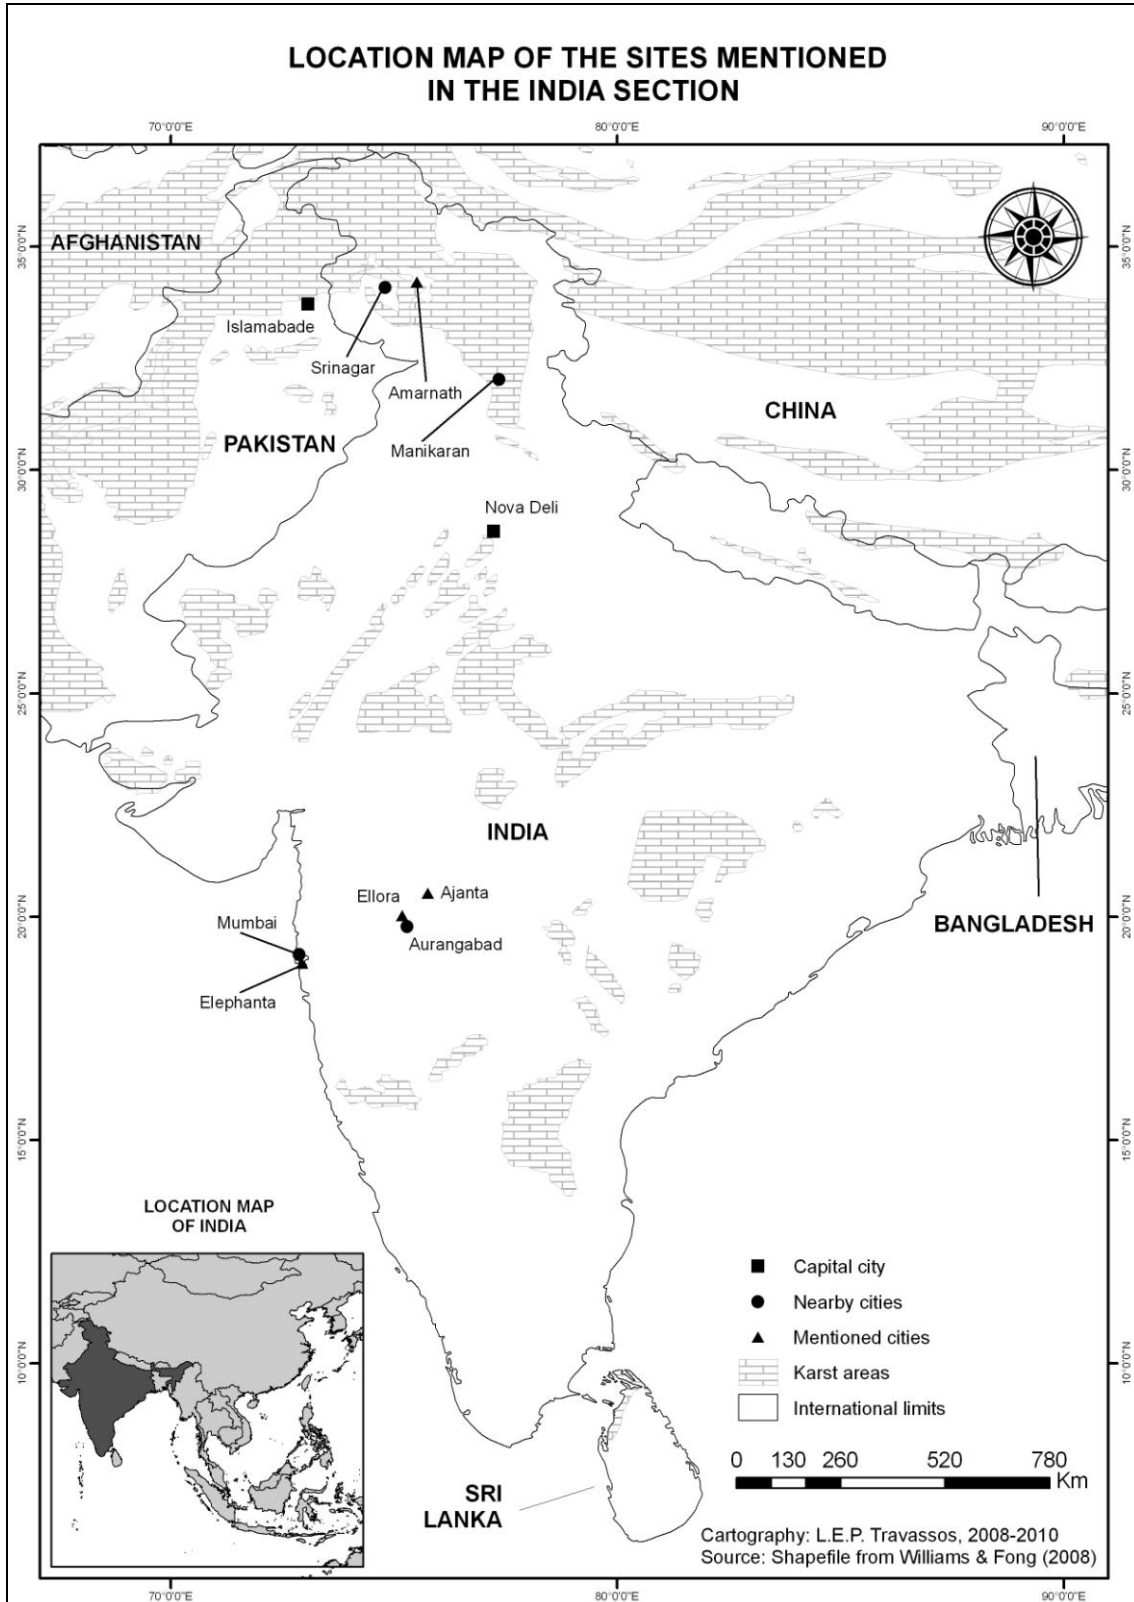 LOCATION MAP OF THE SITES MENTIONED
IN THE INDIA SECTION
70°0'0"E
80°0'0"E
90°0'0"E
35°0'0"N
AFGHANISTAN
35°0'0"N
Islamabade
Srinagar
Amarnath
CHINA
PAKISTAN
Manikaran
30°0'0"N
30°0'0"N
Nova Deli
25°0'0"N
25°0'0"N
INDIA
Ellora
Ajanta
20°0'0"N
20°0'0"N
Mumbai
BANGLADESH
Aurangabad
Elephanta
15°0'0"N
15°0'0"N
LOCATION MAP
OF INDIA
Capital city
Nearby cities
Mentioned cities
10°0'0"N
10°0'0"N
Karst areas
International limits
0 130 260 520 780
Km
SRI
LANKA
Cartography: L.E.P. Travassos, 2008-2010
Source: Shapefile from Williams & Fong (2008)
70°0'0"E
80°0'0"E
90°0'0"E